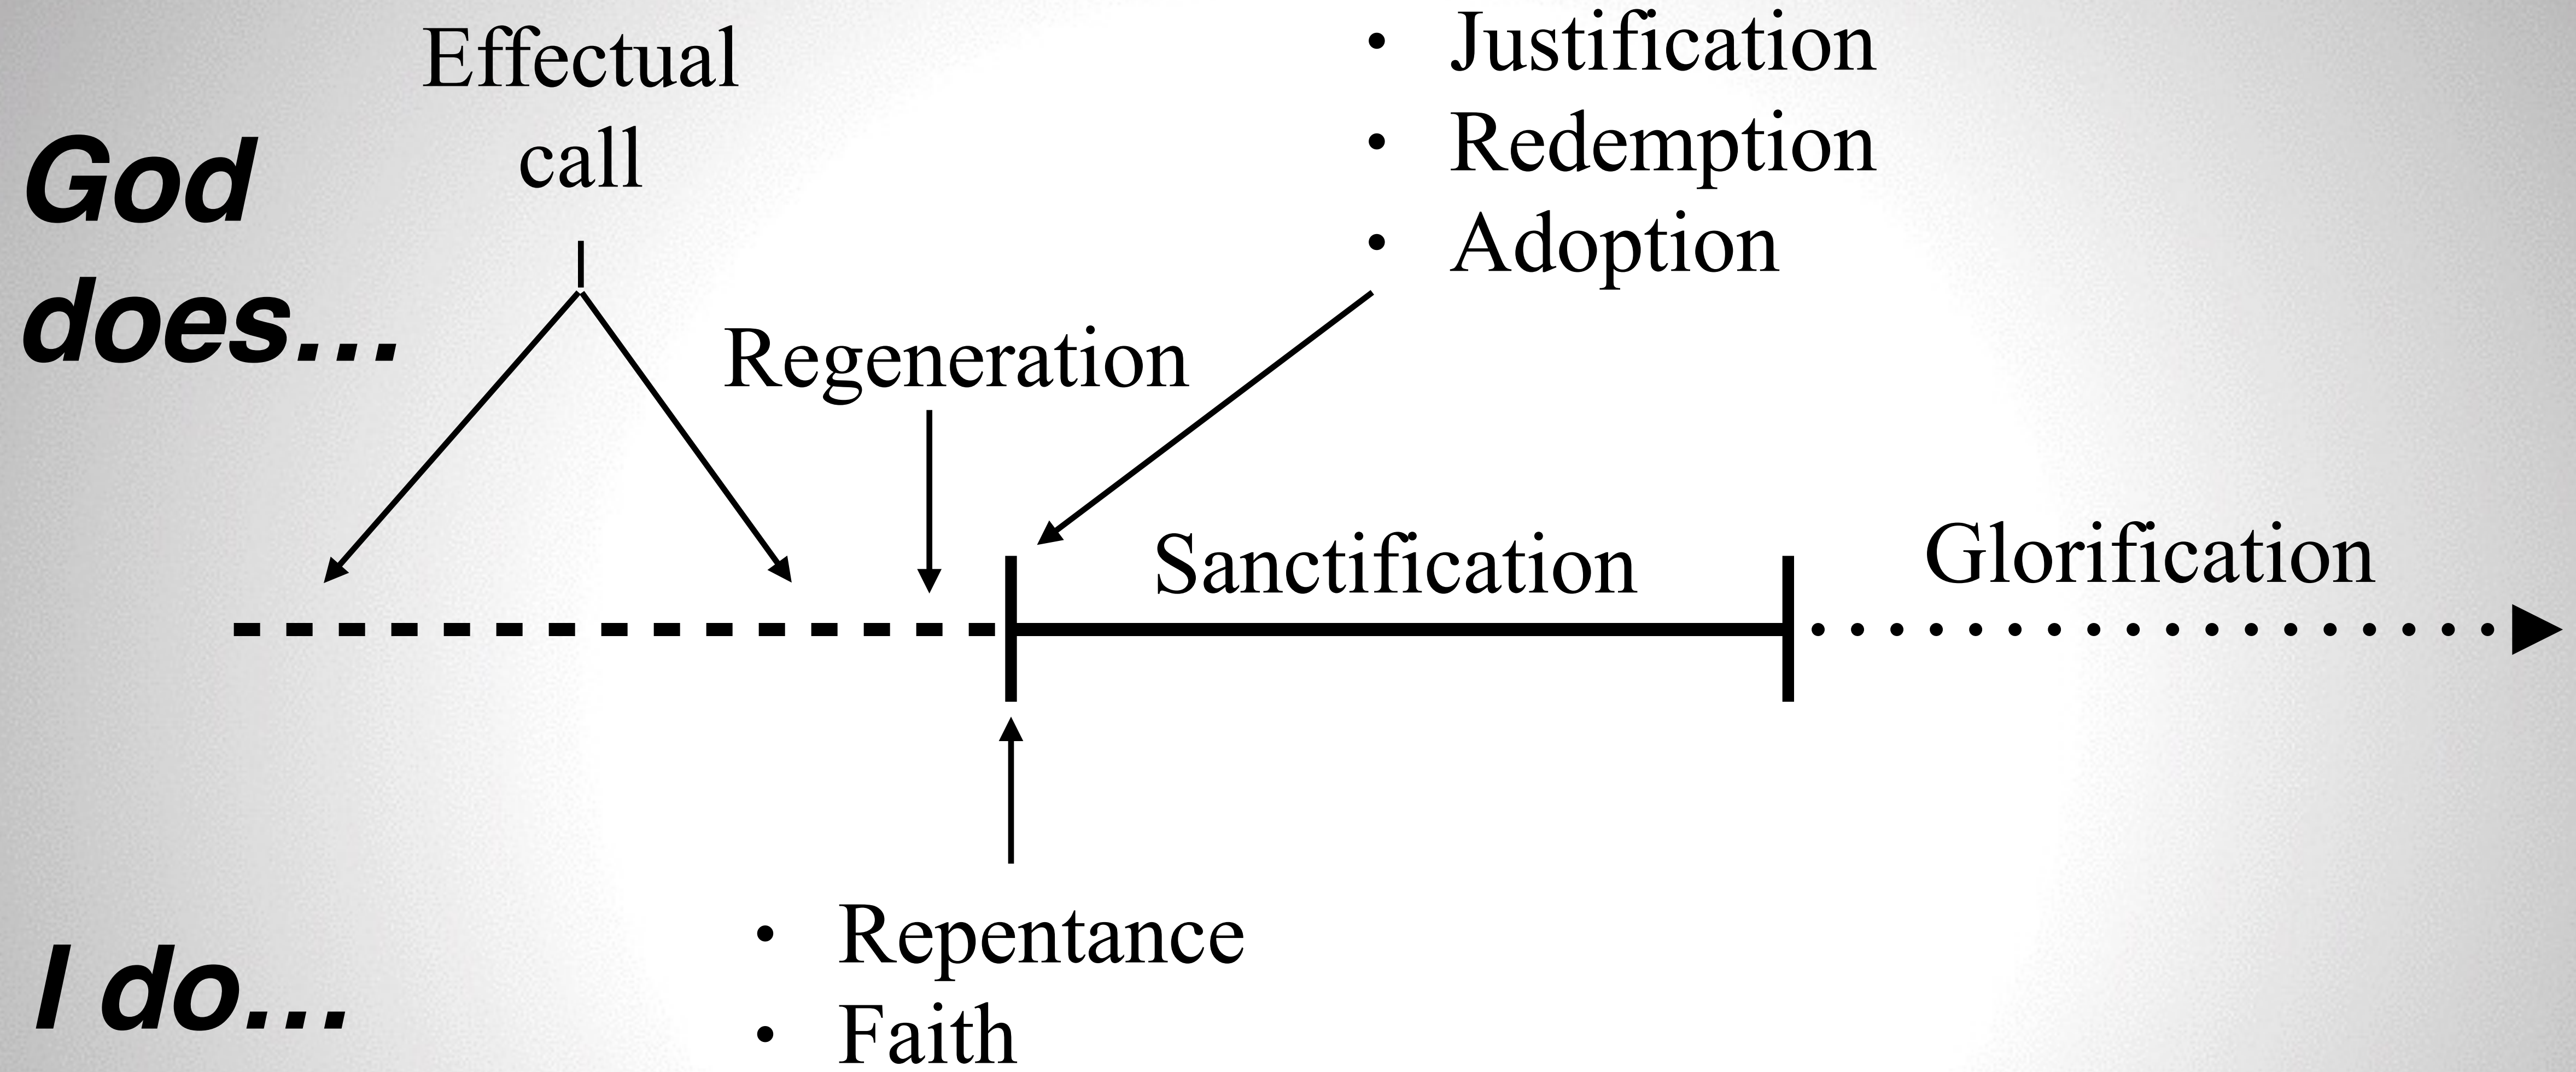 God
does…
Effectual
call
• Justification
• Redemption
• Adoption
Regeneration
Sanctification
Glorification
I do…
• Repentance
• Faith